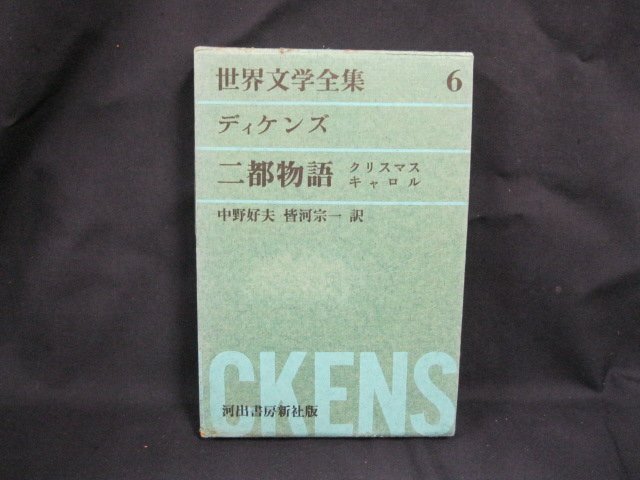 世界文学全集 6
ディケンズ
二都物語 クリスマス
キャロル
中野好夫 皆河宗一 訳
CKENS
河出書房新社版